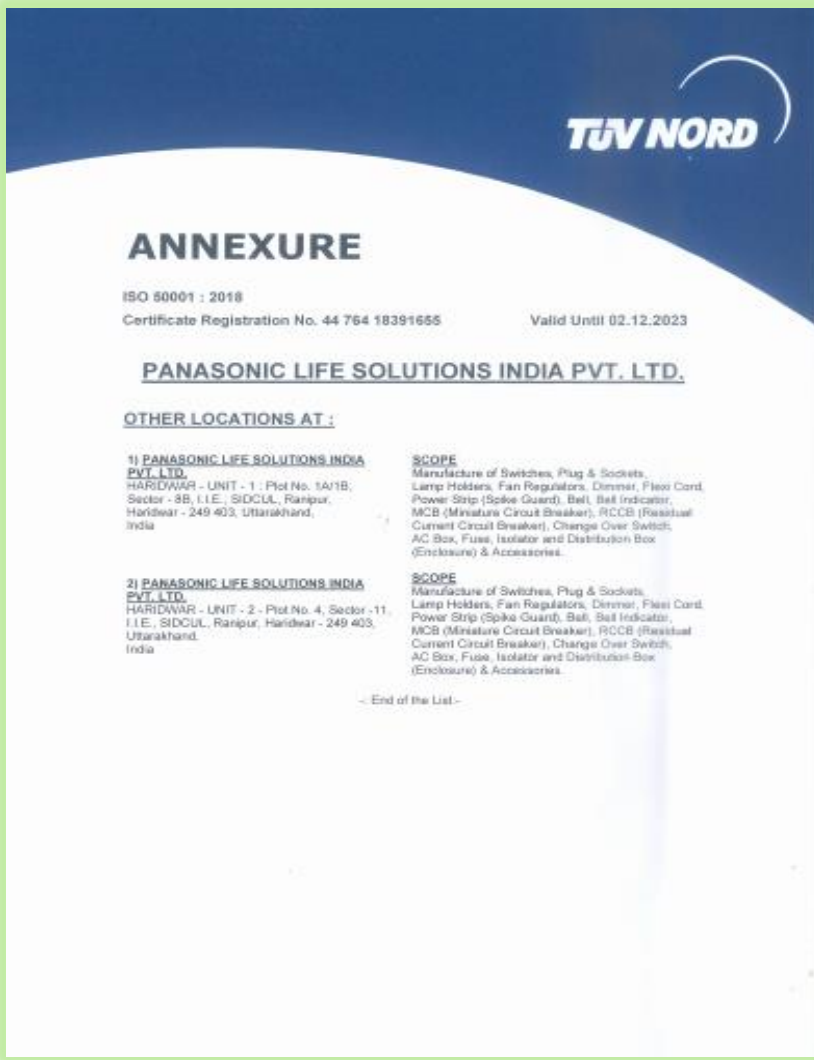 TÜV NORD
ANNEXURE
ISO 50001 : 2018
Certificate Registration No. 44 764 18391655
Valid Until 02.12.2023
PANASONIC LIFE SOLUTIONS INDIA PVT. LTD.
OTHER LOCATIONS AT :
1) PANASONIC LIFE SOLUTIONS INDIA
PVT. LTD.
HARIDWAR - UNIT - 1 : Plot No. 1A/1B,
Sector - 8B, I.I.E., SIDCUL, Ranipur,
Haridwar - 249 403, Uttarakhand,
India
SCOPE
Manufacture of Switches, Plug & Sockets,
Lamp Holders, Fan Regulators, Dimmer, Flexi Cord,
Power Strip (Spike Guard), Bell, Bell Indicator,
MCB (Miniature Circuit Breaker), RCCB (Residual
Current Circuit Breaker), Change Over Switch,
AC Box, Fuse, Isolator and Distribution Box
(Enclosure) & Accessories.
2) PANASONIC LIFE SOLUTIONS INDIA
PVT. LTD.
HARIDWAR - UNIT - 2 - Plot No. 4, Sector -11,
I.I.E., SIDCUL, Ranipur, Haridwar - 249 403,
Uttarakhand,
India
SCOPE
Manufacture of Switches, Plug & Sockets,
Lamp Holders, Fan Regulators, Dimmer, Flexi Cord,
Power Strip (Spike Guard), Bell, Bell Indicator,
MCB (Miniature Circuit Breaker), RCCB (Residual
Current Circuit Breaker), Change Over Switch,
AC Box, Fuse, Isolator and Distribution Box
(Enclosure) & Accessories.
-: End of the List:-